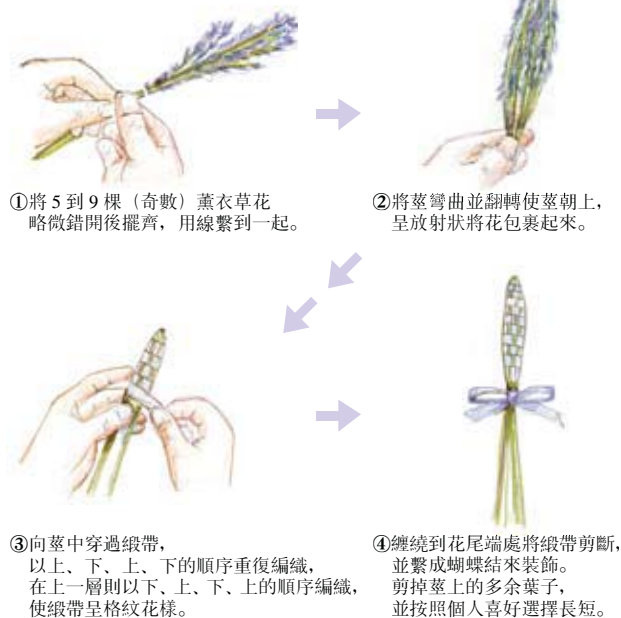 ①將 5 到 9 棵（奇數）薰衣草花
略微錯開後擺齊，用線繫到一起。
②將莖彎曲並翻轉使莖朝上，
呈放射狀將花包裹起來。
③向莖中穿過緞帶，
以上、下、上、下的順序重復編織，
在上一層則以下、上、下、上的順序編織，
使緞帶呈格紋花樣。
④纏繞到花尾端處將緞帶剪斷，
並繫成蝴蝶結來裝飾。
剪掉莖上的多余葉子，
並按照個人喜好選擇長短。